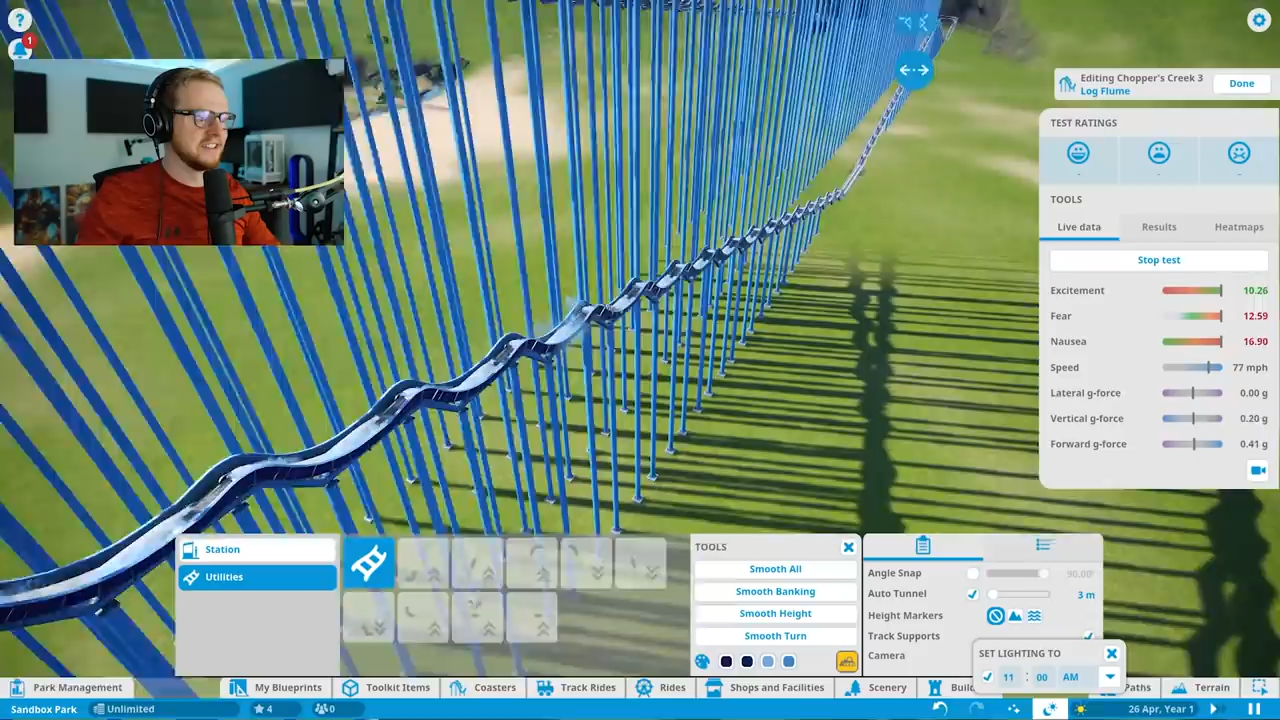 ?
1
Editing Chopper's Creek 3
Log Flume
Done
TEST RATINGS
- - -
TOOLS
Live data Results Heatmaps
Stop test
Excitement 10.26
Fear 12.59
Nausea 16.90
Speed 77 mph
Lateral g-force 0.00 g
Vertical g-force 0.20 g
Forward g-force 0.41 g
Station
Utilities
TOOLS
Smooth All
Smooth Banking
Smooth Height
Smooth Turn
Angle Snap 90.00°
Auto Tunnel 3 m
Height Markers
Track Supports
Camera
SET LIGHTING TO
11 : 00 AM
Park Management My Blueprints Toolkit Items Coasters Track Rides Rides Shops and Facilities Scenery Paths Terrain
Sandbox Park Unlimited 4 0 26 Apr, Year 1